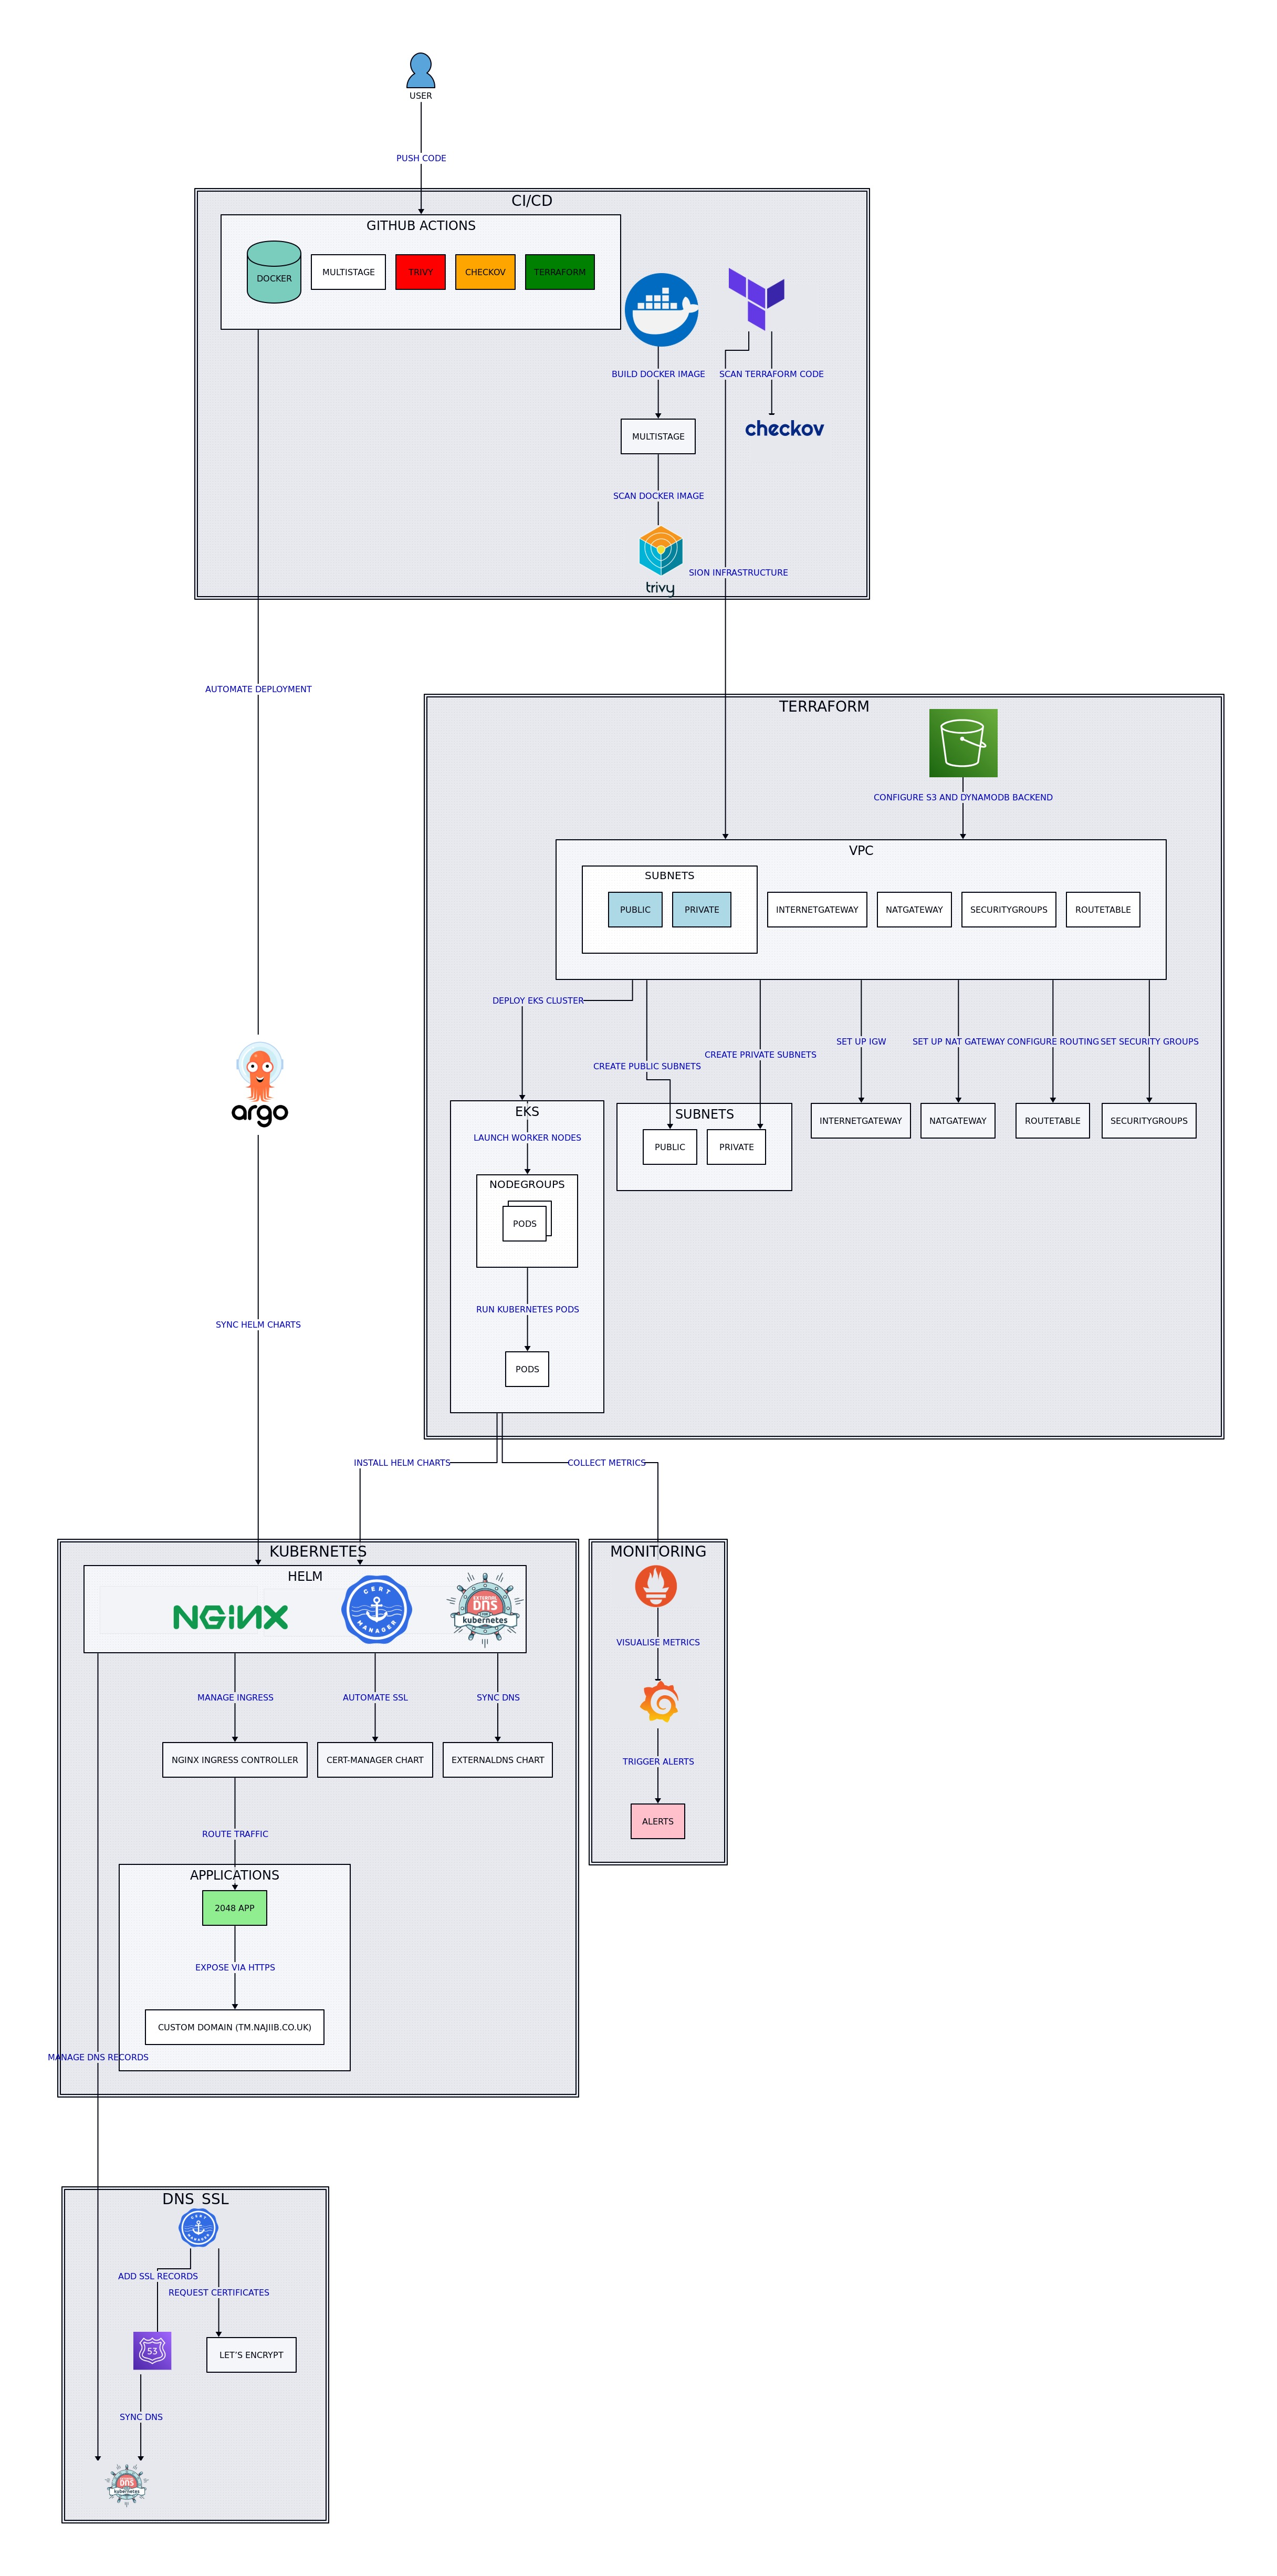 USER
PUSH CODE
CI/CD
GITHUB ACTIONS
DOCKER
MULTISTAGE
TRIVY
CHECKOV
TERRAFORM
BUILD DOCKER IMAGE
SCAN TERRAFORM CODE
checkov
MULTISTAGE
SCAN DOCKER IMAGE
trivy
SION INFRASTRUCTURE
AUTOMATE DEPLOYMENT
TERRAFORM
CONFIGURE S3 AND DYNAMODB BACKEND
VPC
SUBNETS
PUBLIC
PRIVATE
INTERNETGATEWAY
NATGATEWAY
SECURITYGROUPS
ROUTETABLE
DEPLOY EKS CLUSTER
CREATE PUBLIC SUBNETS
CREATE PRIVATE SUBNETS
SET UP IGW
SET UP NAT GATEWAY
CONFIGURE ROUTING
SET SECURITY GROUPS
argo
EKS
LAUNCH WORKER NODES
NODEGROUPS
PODS
RUN KUBERNETES PODS
PODS
SUBNETS
PUBLIC
PRIVATE
INTERNETGATEWAY
NATGATEWAY
ROUTETABLE
SECURITYGROUPS
SYNC HELM CHARTS
INSTALL HELM CHARTS
COLLECT METRICS
KUBERNETES
HELM
NGiNX
CERT
MANAGER
EXTERNAL
DNS
kubernetes
MONITORING
VISUALISE METRICS
TRIGGER ALERTS
ALERTS
MANAGE INGRESS
AUTOMATE SSL
SYNC DNS
NGINX INGRESS CONTROLLER
CERT-MANAGER CHART
EXTERNALDNS CHART
ROUTE TRAFFIC
APPLICATIONS
2048 APP
EXPOSE VIA HTTPS
CUSTOM DOMAIN (TM.NAJIIB.CO.UK)
MANAGE DNS RECORDS
DNS_SSL
CERT
MANAGER
ADD SSL RECORDS
REQUEST CERTIFICATES
53
LET'S ENCRYPT
SYNC DNS
DNS
kubernetes